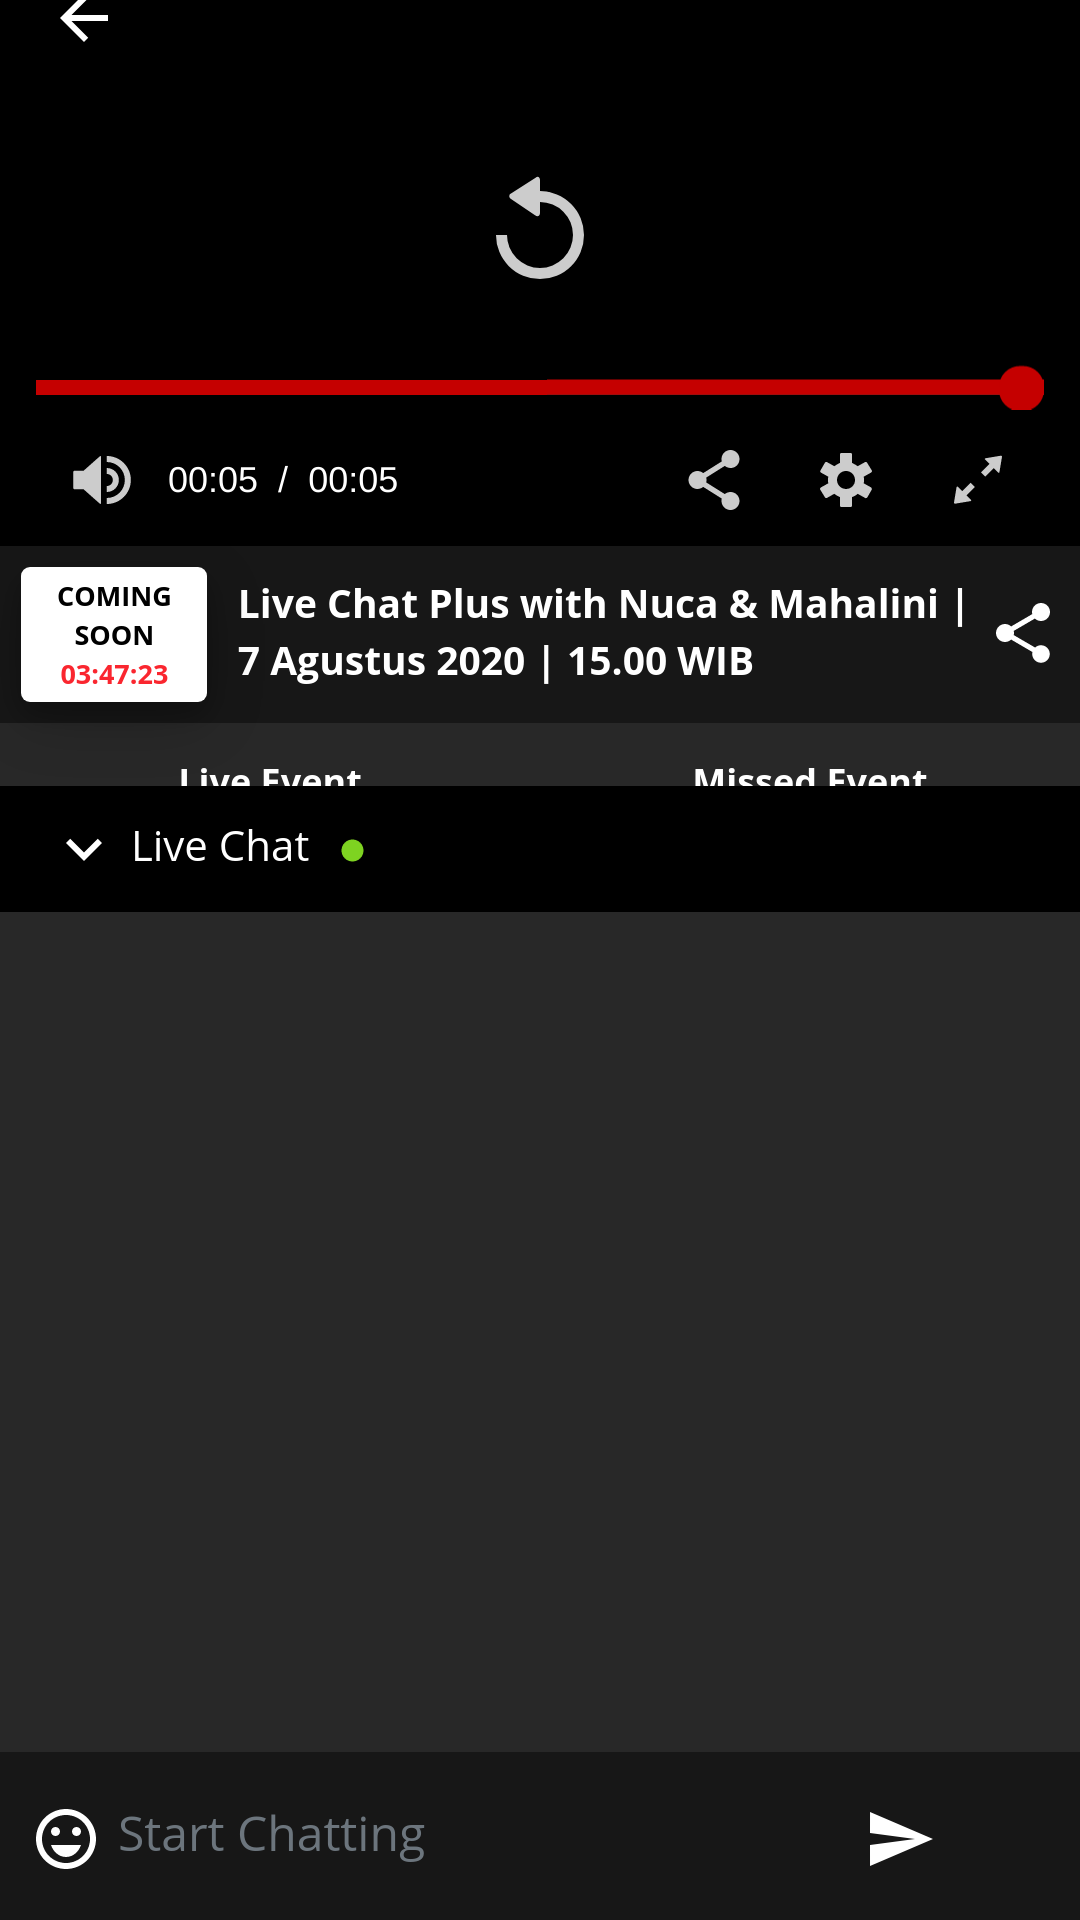 00:05 / 00:05
COMING
SOON
03:47:23
Live Chat Plus with Nuca & Mahalini |
7 Agustus 2020 | 15.00 WIB
Live Event Missed Event
Live Chat
Start Chatting